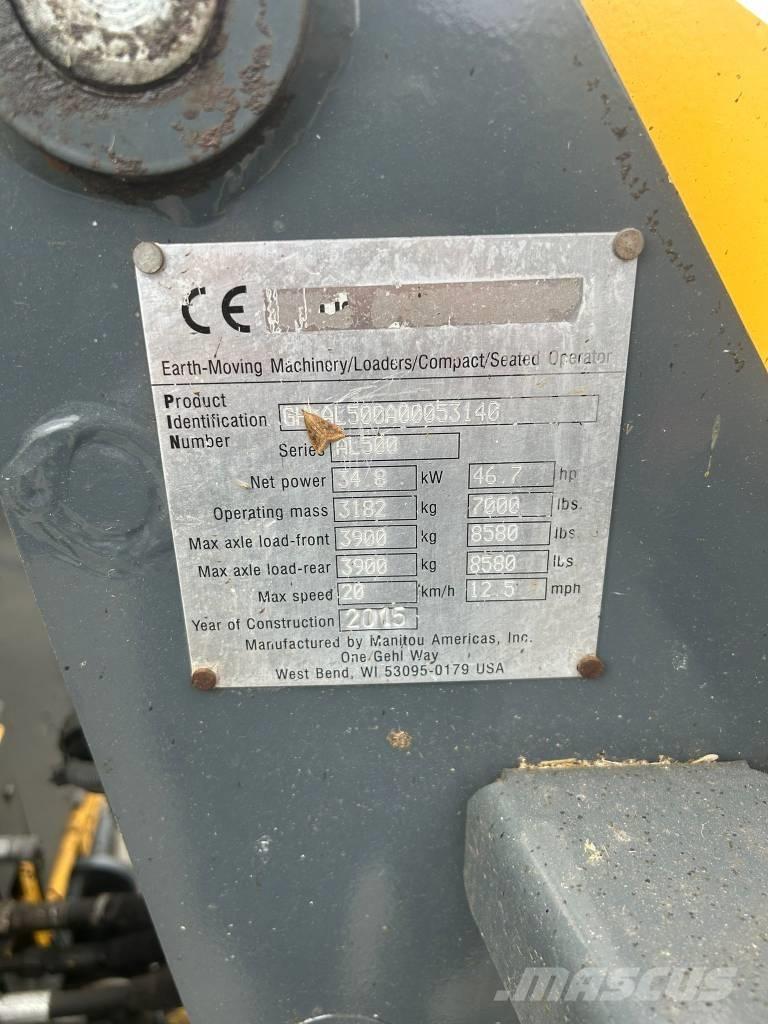 CE
Earth-Moving Machinery/Loaders/Compact/Seated Operator
Product
Identification
Number
Series AL500
Net power 34.8 kW 46.7 hp
Operating mass 3182 kg 7000 lbs.
Max axle load-front 3900 kg 8580 lbs.
Max axle load-rear 3900 kg 8580 lbs
Max speed 20 km/h 12.5 mph
Year of Construction 2015
Manufactured by Manitou Americas, Inc.
One Gehl Way
West Bend, WI 53095-0179 USA
MASCUS